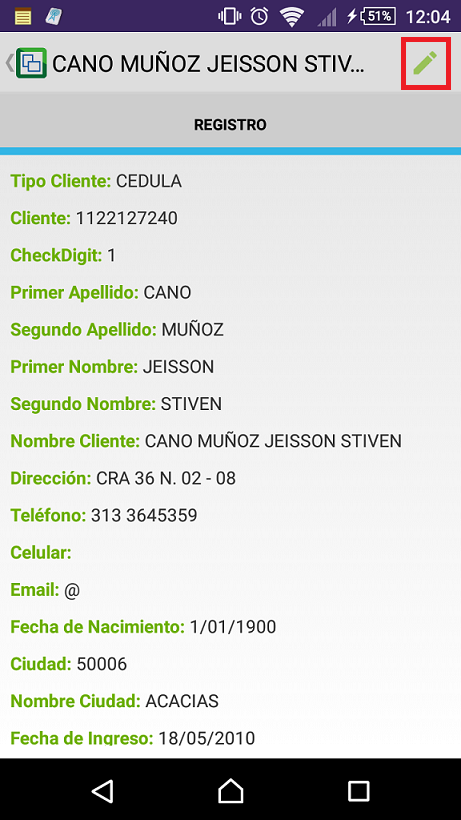 51% 12:04
CANO MUÑOZ JEISSON STIV...
REGISTRO
Tipo Cliente: CEDULA
Cliente: 1122127240
CheckDigit: 1
Primer Apellido: CANO
Segundo Apellido: MUÑOZ
Primer Nombre: JEISSON
Segundo Nombre: STIVEN
Nombre Cliente: CANO MUÑOZ JEISSON STIVEN
Dirección: CRA 36 N. 02 - 08
Teléfono: 313 3645359
Celular:
Email: @
Fecha de Nacimiento: 1/01/1900
Ciudad: 50006
Nombre Ciudad: ACACIAS
Fecha de Ingreso: 18/05/2010